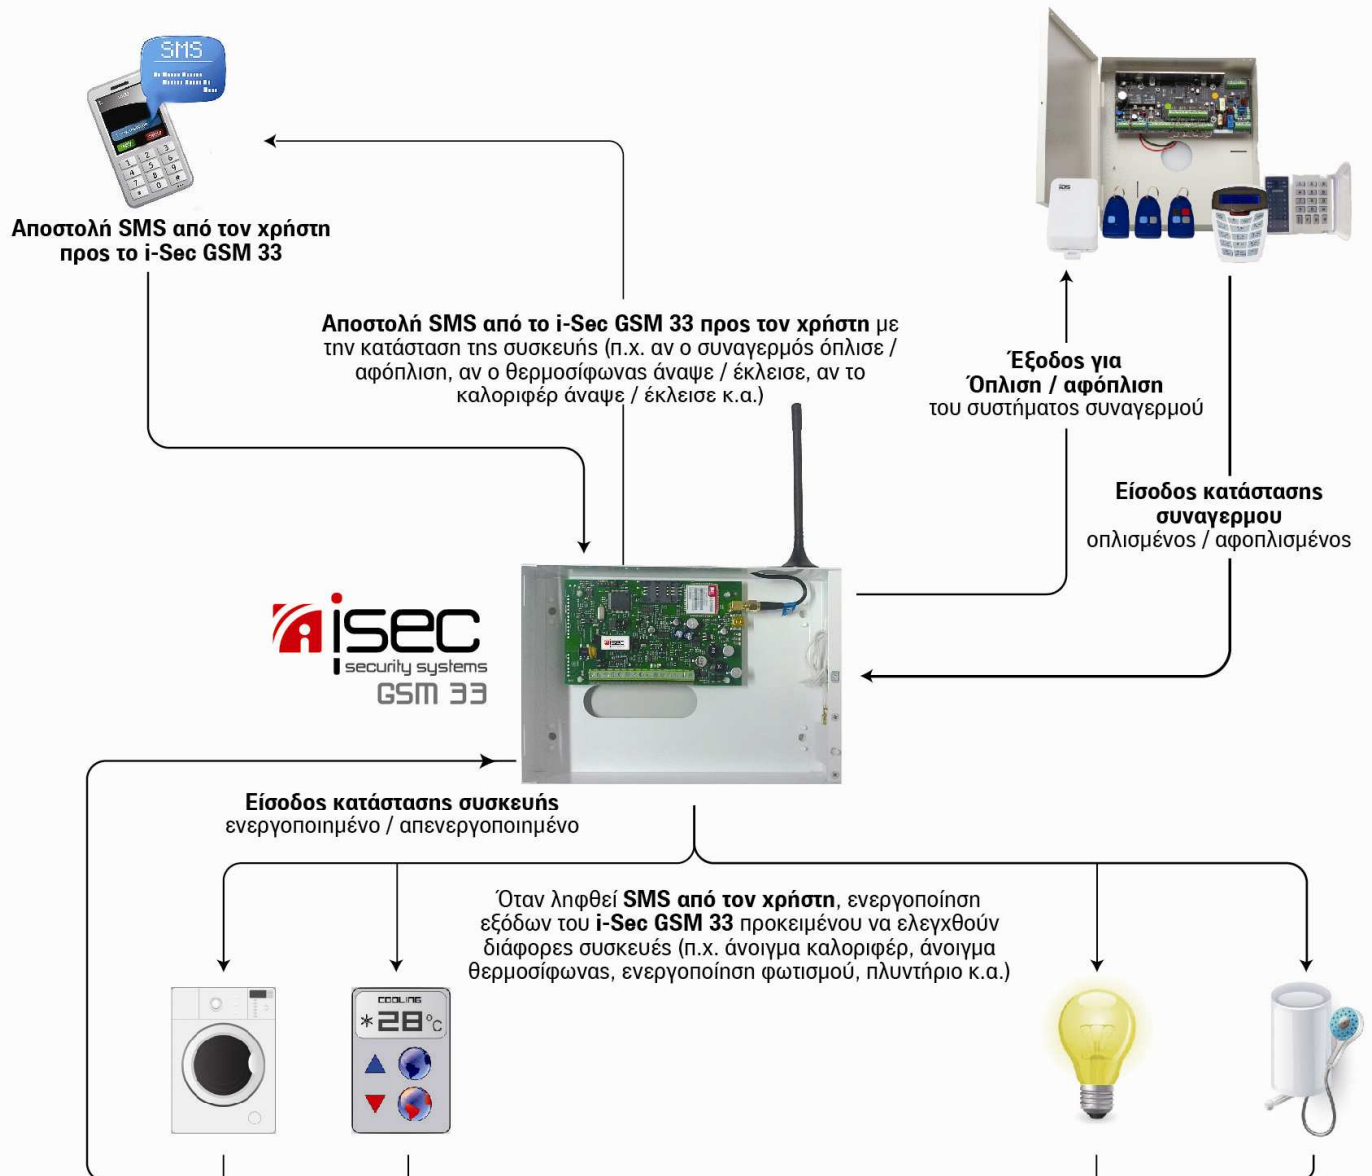 SMS
Αποστολή SMS από τον χρήστη
προς το i-Sec GSM 33
Αποστολή SMS από το i-Sec GSM 33 προς τον χρήστη με
την κατάσταση της συσκευής (π.χ. αν ο συναγερμός όπλισε /
αφόπλιση, αν ο θερμοσίφωνας άναψε / έκλεισε, αν το
καλοριφέρ άναψε / έκλεισε κ.α.)
Έξοδος για
Όπλιση / αφόπλιση
του συστήματος συναγερμού
Είσοδος κατάστασης
συναγερμου
οπλισμένος / αφοπλισμένος
isec
security systems
GSM 33
isec
Είσοδος κατάστασης συσκευής
ενεργοποιημένο / απενεργοποιημένο
Όταν ληφθεί SMS από τον χρήστη, ενεργοποίηση
εξόδων του i-Sec GSM 33 προκειμένου να ελεγχθούν
διάφορες συσκευές (π.χ. άνοιγμα καλοριφέρ, άνοιγμα
θερμοσίφωνας, ενεργοποίηση φωτισμού, πλυντήριο κ.α.)
COOLING
*28°C